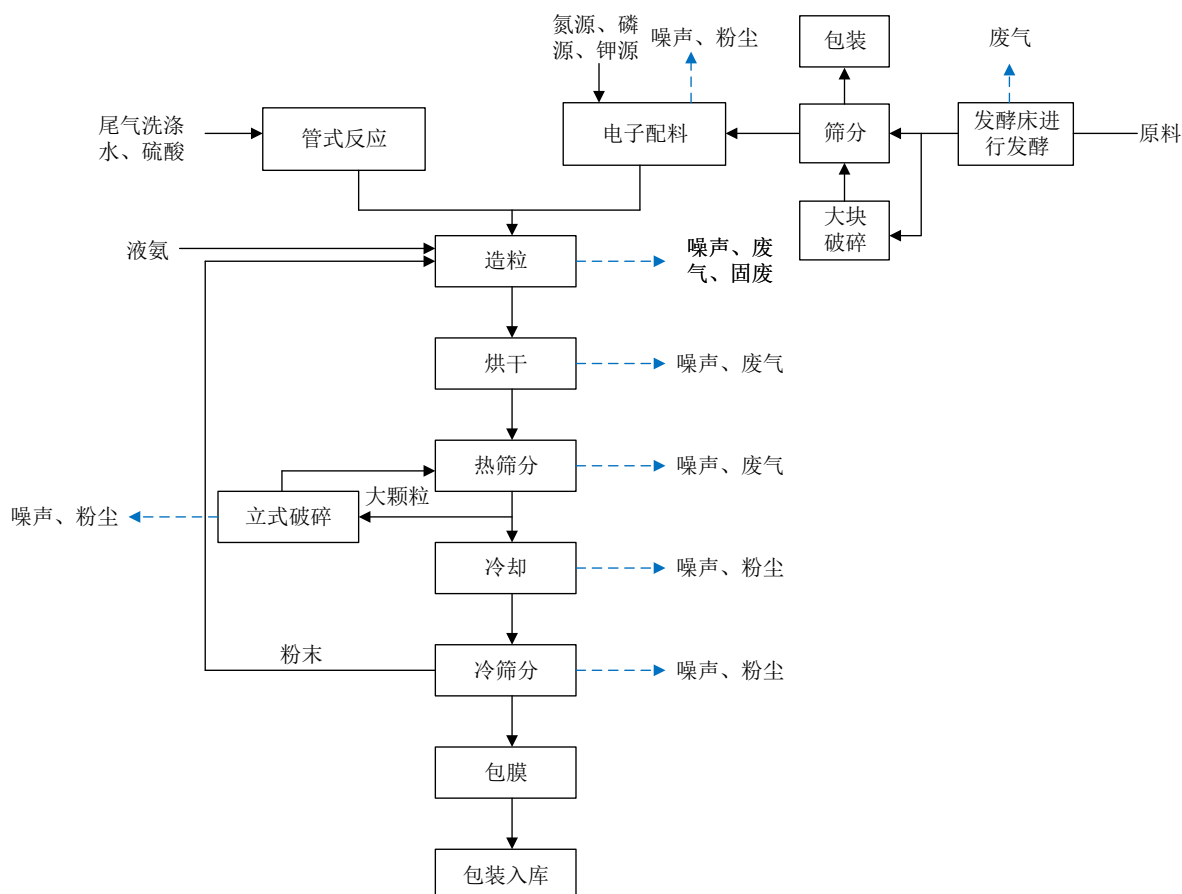 氮源、磷
源、钾源
噪声、粉尘
包装
废气
尾气洗涤
水、硫酸
管式反应
电子配料
筛分
发酵床进
行发酵
原料
大块
破碎
液氨
造粒
噪声、废
气、固废
烘干
噪声、废气
热筛分
噪声、废气
大颗粒
噪声、粉尘
立式破碎
冷却
噪声、粉尘
粉末
冷筛分
噪声、粉尘
包膜
包装入库